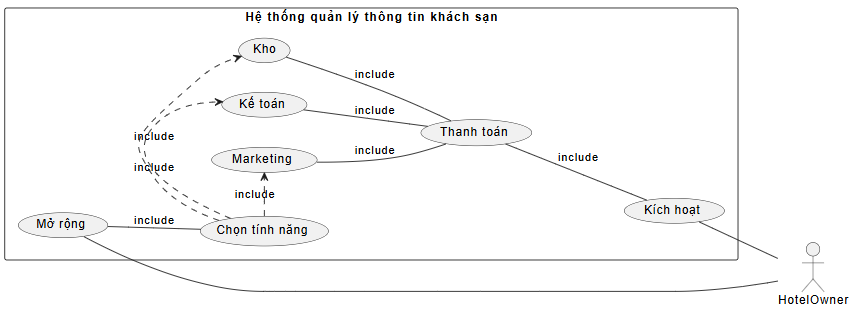 Hệ thống quản lý thông tin khách sạn
Kho
include
Kế toán
include
Thanh toán
include
include
Marketing
include
include
include
Kích hoạt
Mở rộng
include
Chọn tính năng
HotelOwner